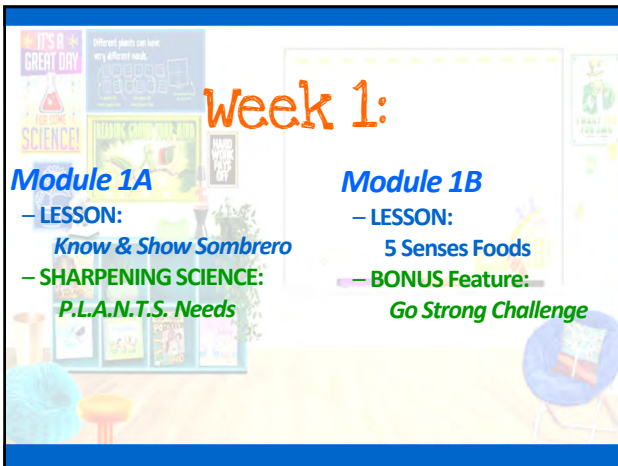 IT'S A
GREAT DAY
FOR SOME
SCIENCE!
Different plants can have
very different needs.
HARD
WORK
PAYS
OFF
Week 1:
Module 1A
– LESSON:
Know & Show Sombrero
– SHARPENING SCIENCE:
P.L.A.N.T.S. Needs
Module 1B
– LESSON:
5 Senses Foods
– BONUS Feature:
Go Strong Challenge